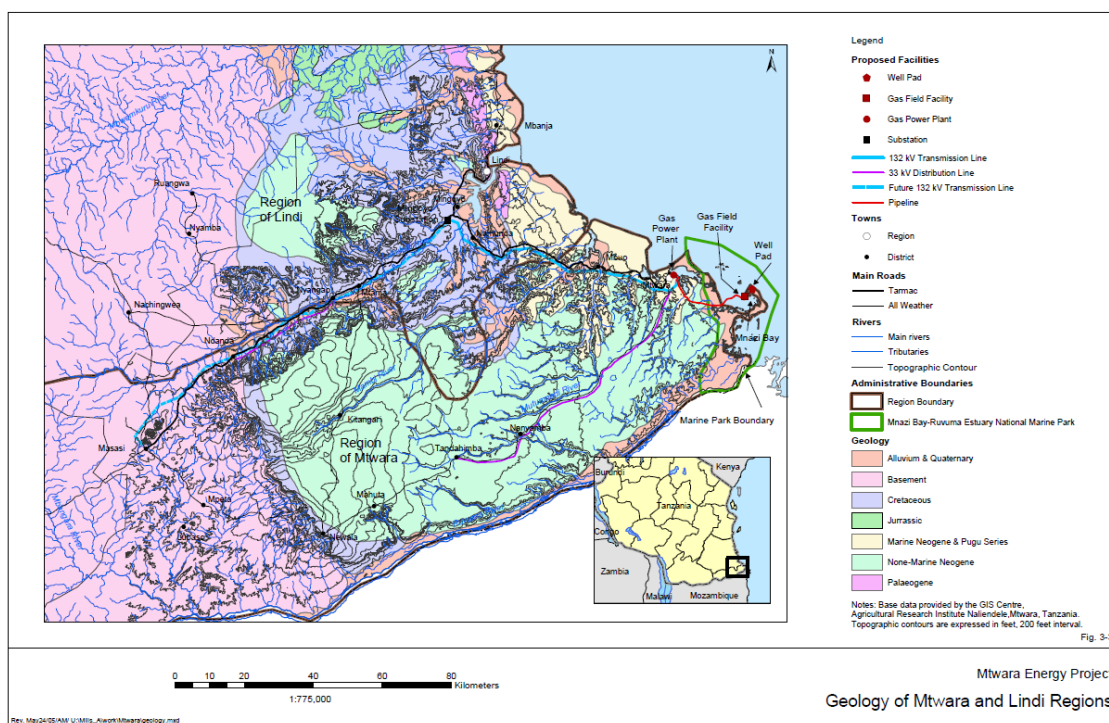 N
Mbanja
Lindi
Ruangwa
Region
of Lindi
Mingoyo
Nyamba
Gas
Power
Plant
Gas Field
Facility
Well
Pad
Mtwara
Nachingwea
Mnazi Bay
Ndanda
Marine Park Boundary
Kitangari
Nanyamba
Region
of Mtwara
Tandahimba
Masasi
Mahuta
Newala
Burundi
Kenya
Tanzania
Congo
Zambia
Malawi
Mozambique
Legend
Proposed Facilities
Well Pad
Gas Field Facility
Gas Power Plant
Substation
132 kV Transmission Line
33 kV Distribution Line
Future 132 kV Transmission Line
Pipeline
Towns
Region
District
Main Roads
Tarmac
All Weather
Rivers
Main rivers
Tributaries
Topographic Contour
Administrative Boundaries
Region Boundary
Mnazi Bay-Ruvuma Estuary National Marine Park
Geology
Alluvium & Quaternary
Basement
Cretaceous
Jurrassic
Marine Neogene & Pugu Series
None-Marine Neogene
Palaeogene
Notes: Base data provided by the GIS Centre,
Agricultural Research Institute Naliendele,Mtwara, Tanzania.
Topographic contours are expressed in feet, 200 feet interval.
Fig. 3-
0 10 20 40 60 80
Kilometers
1:775,000
Mtwara Energy Project
Geology of Mtwara and Lindi Regions